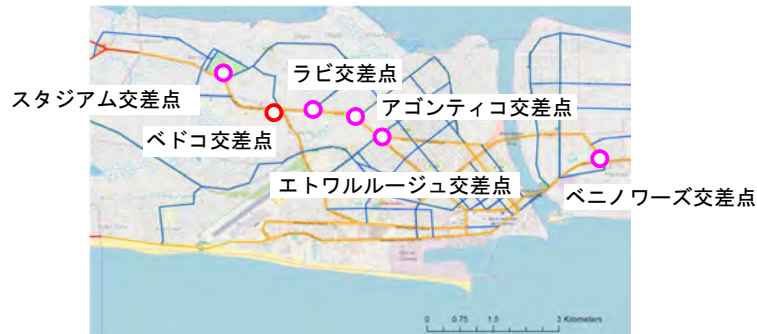 ラビ交差点
スタジアム交差点
アゴンティコ交差点
ベドコ交差点
エトワルルージュ交差点
ベニノワーズ交差点
0 0.75 1.5 3 Kilometers